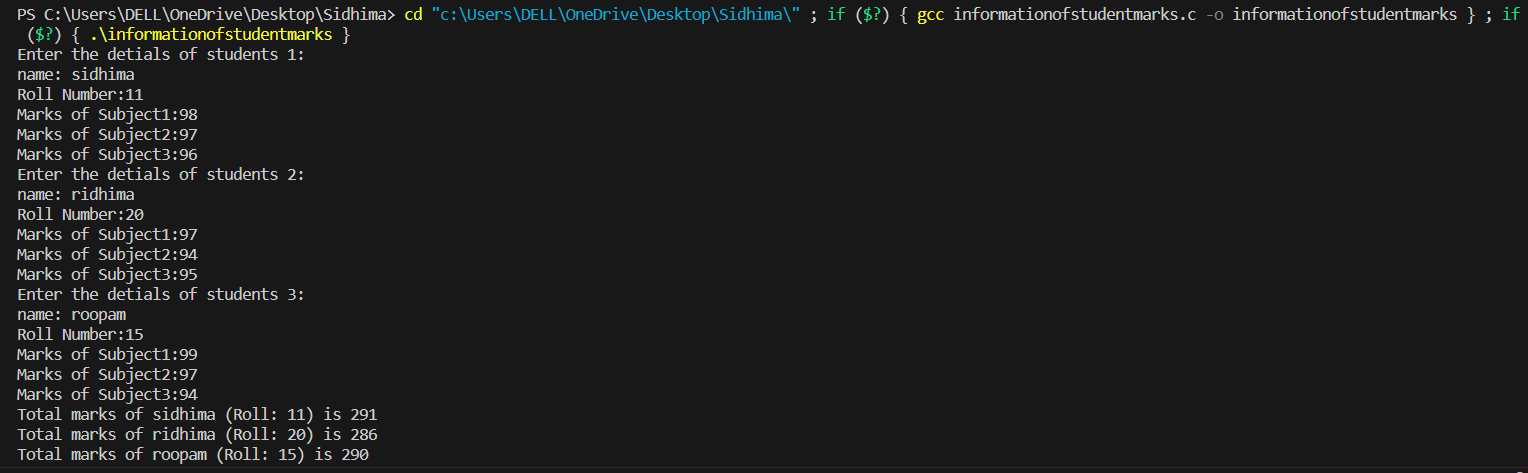 PS C:\Users\DELL\OneDrive\Desktop\Sidhima> cd "c:\Users\DELL\OneDrive\Desktop\Sidhima\" ; if ($?) { gcc informationofstudentmarks.c -o informationofstudentmarks } ; if
($?) { .\informationofstudentmarks }
Enter the detials of students 1:
name: sidhima
Roll Number:11
Marks of Subject1:98
Marks of Subject2:97
Marks of Subject3:96
Enter the detials of students 2:
name: ridhima
Roll Number:20
Marks of Subject1:97
Marks of Subject2:94
Marks of Subject3:95
Enter the detials of students 3:
name: roopam
Roll Number:15
Marks of Subject1:99
Marks of Subject2:97
Marks of Subject3:94
Total marks of sidhima (Roll: 11) is 291
Total marks of ridhima (Roll: 20) is 286
Total marks of roopam (Roll: 15) is 290